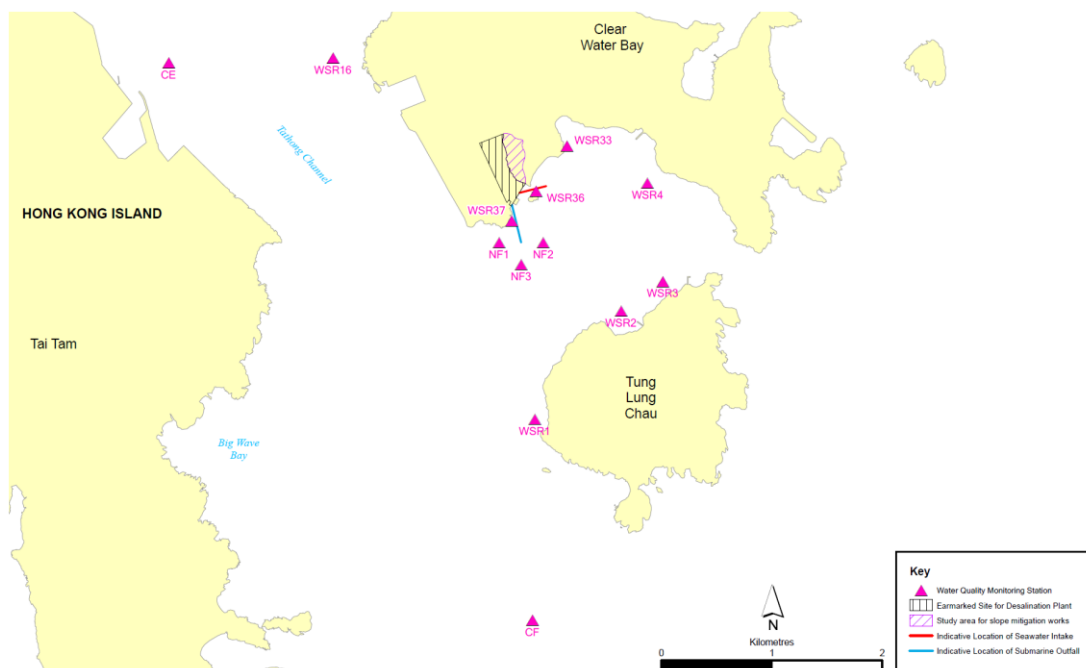 Clear
Water Bay
CE
WSR16
Taihong Channel
WSR33
WSR4
WSR36
HONG KONG ISLAND
WSR37
NF1
NF2
NF3
WSR3
WSR2
Tai Tam
Tung
Lung
Chau
WSR1
Big Wave
Bay
CF
N
Kilometres
0
1
2
Key
Water Quality Monitoring Station
Earmarked Site for Desalination Plant
Study area for slope mitigation works
Indicative Location of Seawater Intake
Indicative Location of Submarine Outfall